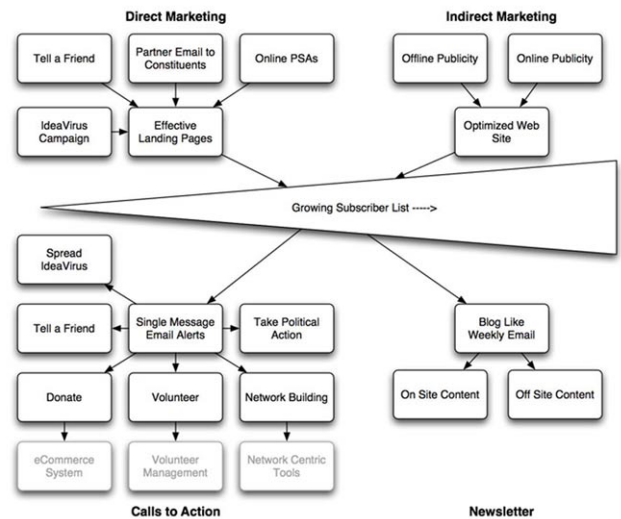 Direct Marketing
Indirect Marketing
Tell a Friend
Partner Email to
Constituents
Online PSAs
Offline Publicity
Online Publicity
IdeaVirus
Campaign
Effective
Landing Pages
Optimized Web
Site
Growing Subscriber List ----->
Spread
IdeaVirus
Tell a Friend
Single Message
Email Alerts
Take Political
Action
Blog Like
Weekly Email
Donate
Volunteer
Network Building
On Site Content
Off Site Content
eCommerce
System
Volunteer
Management
Network Centric
Tools
Calls to Action
Newsletter